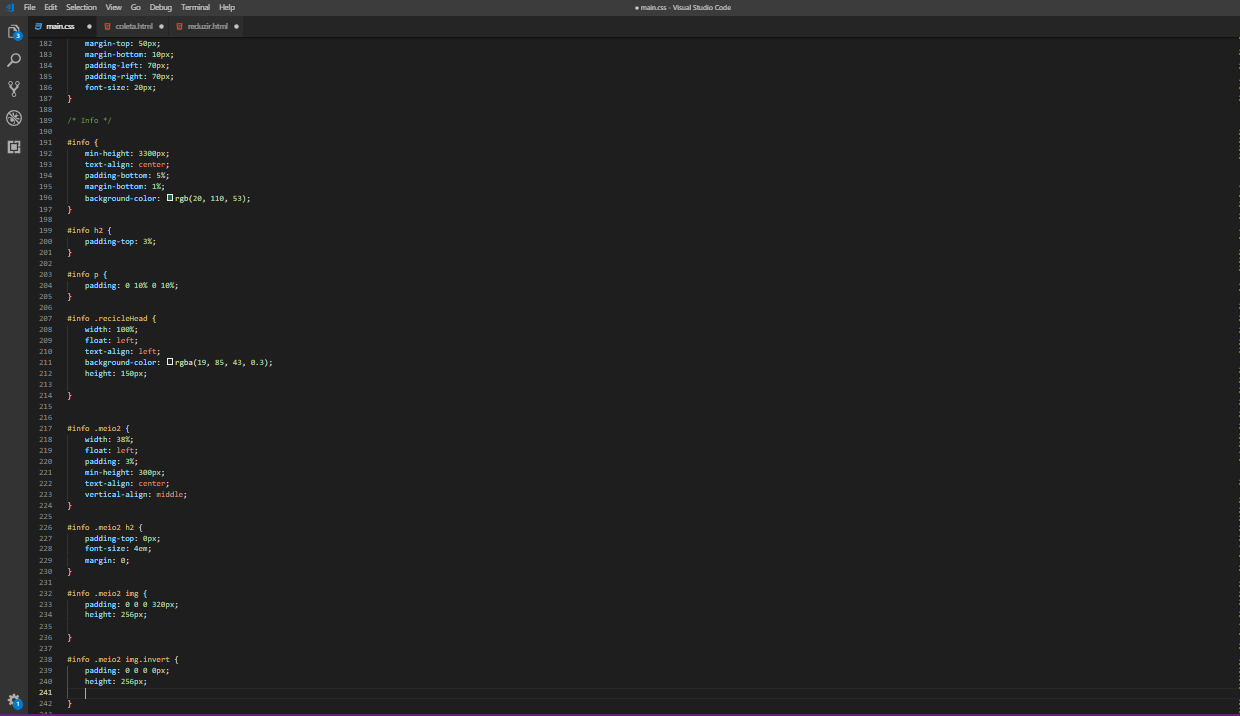 File Edit Selection View Go Debug Terminal Help
● main.css - Visual Studio Code
main.css ● coleta.html ● reduzir.html ●
3
182 margin-top: 50px;
183 margin-bottom: 10px;
184 padding-left: 70px;
185 padding-right: 70px;
186 font-size: 20px;
187 }
188
189 /* Info */
190
191 #info {
192 min-height: 3300px;
193 text-align: center;
194 padding-bottom: 5%;
195 margin-bottom: 1%;
196 background-color: rgb(20, 110, 53);
197 }
198
199 #info h2 {
200 padding-top: 3%;
201 }
202
203 #info p {
204 padding: 0 10% 0 10%;
205 }
206
207 #info .recicleHead {
208 width: 100%;
209 float: left;
210 text-align: left;
211 background-color: rgba(19, 85, 43, 0.3);
212 height: 150px;
213
214 }
215
216
217 #info .meio2 {
218 width: 38%;
219 float: left;
220 padding: 3%;
221 min-height: 300px;
222 text-align: center;
223 vertical-align: middle;
224 }
225
226 #info .meio2 h2 {
227 padding-top: 0px;
228 font-size: 4em;
229 margin: 0;
230 }
231
232 #info .meio2 img {
233 padding: 0 0 0 320px;
234 height: 256px;
235
236 }
237
238 #info .meio2 img.invert {
239 padding: 0 0 0 0px;
240 height: 256px;
241
242 }
1